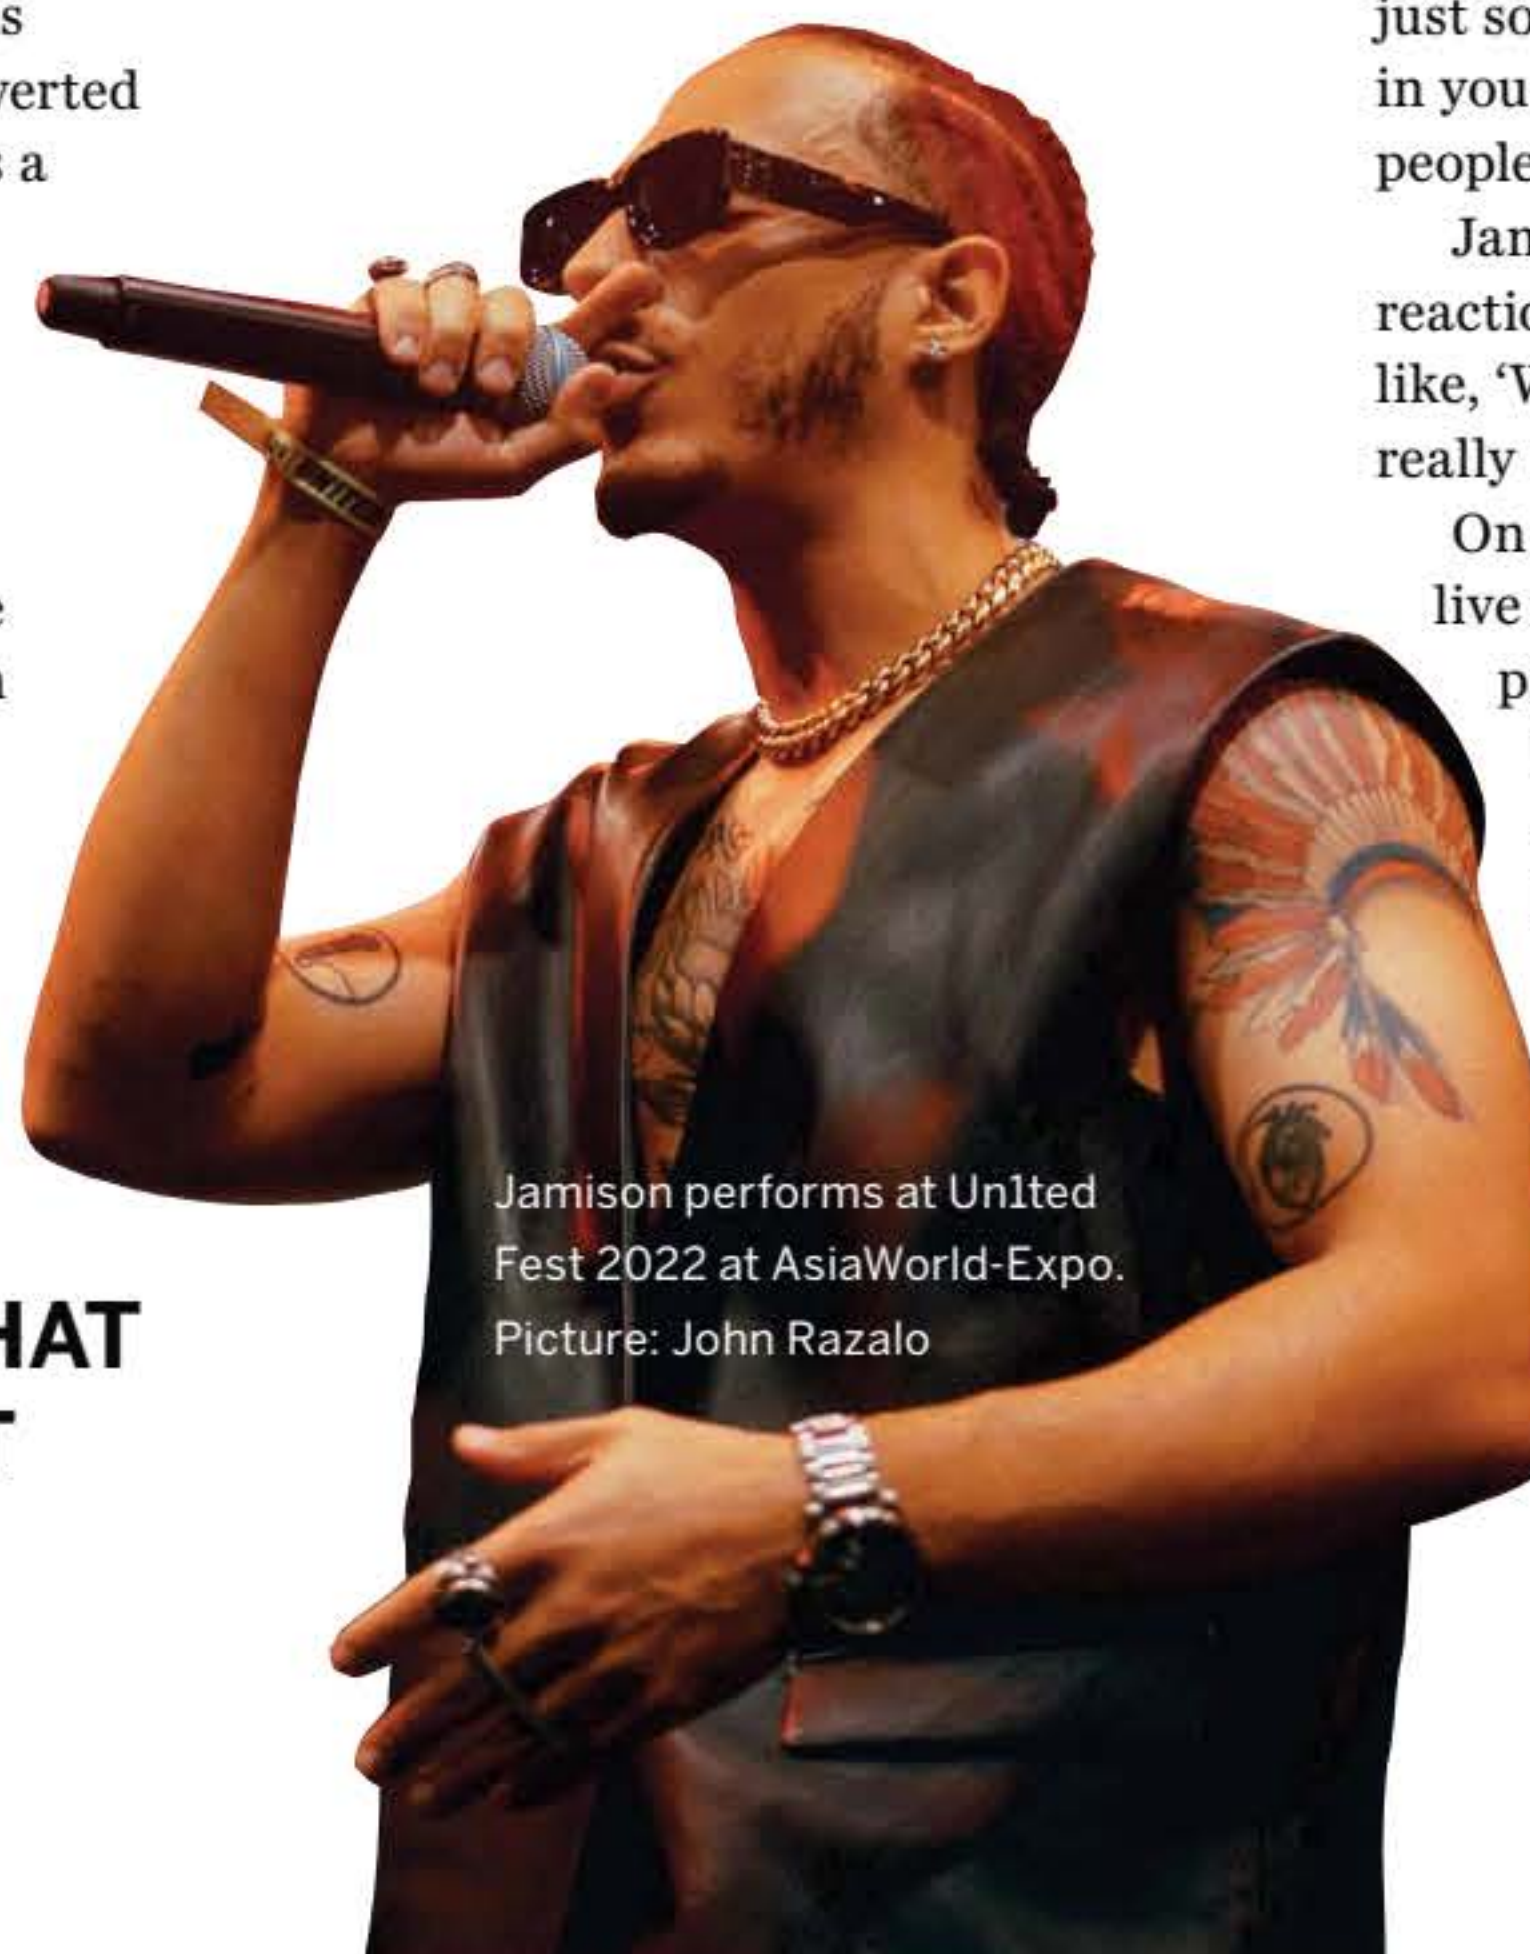 s
verted
s a
e
n
HAT
T
Jamison performs at Un1ted
Fest 2022 at AsiaWorld-Expo.
Picture: John Razalo
just so
in you
people
Jan
reactio
like, ‘V
really
On
live
p